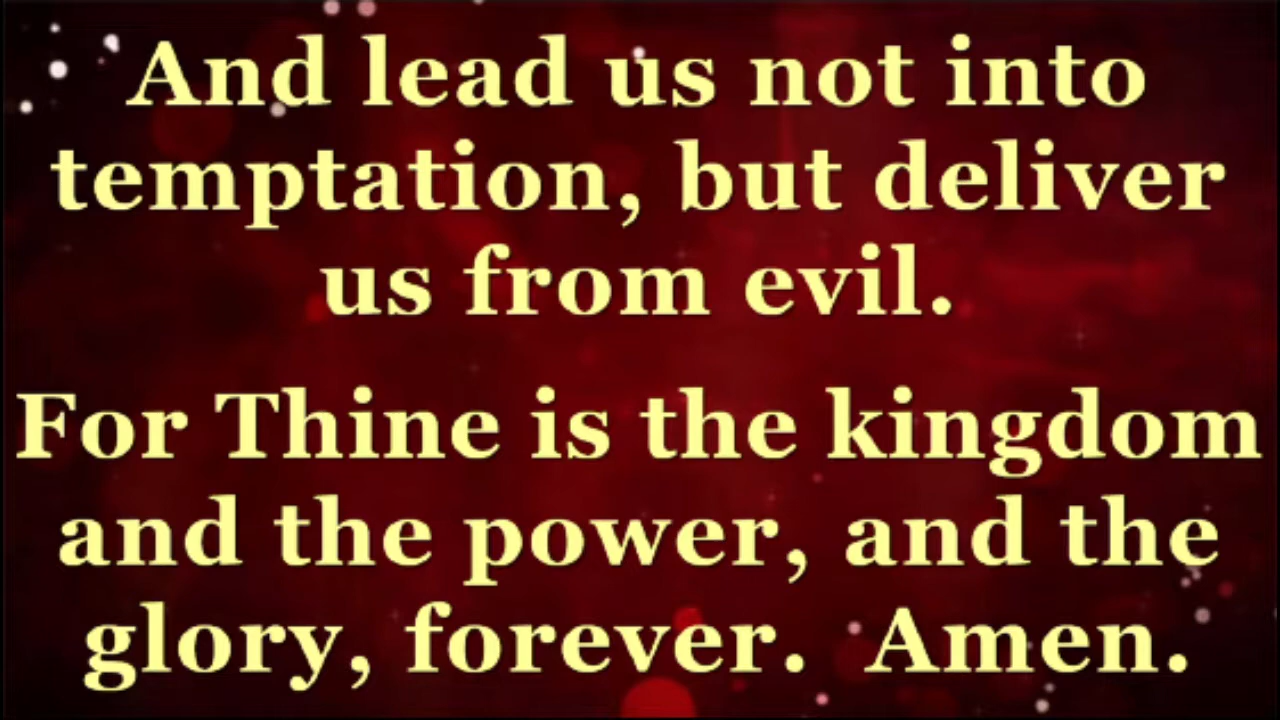 And lead us not into
temptation, but deliver
us from evil.
For Thine is the kingdom
and the power, and the
glory, forever.  Amen.